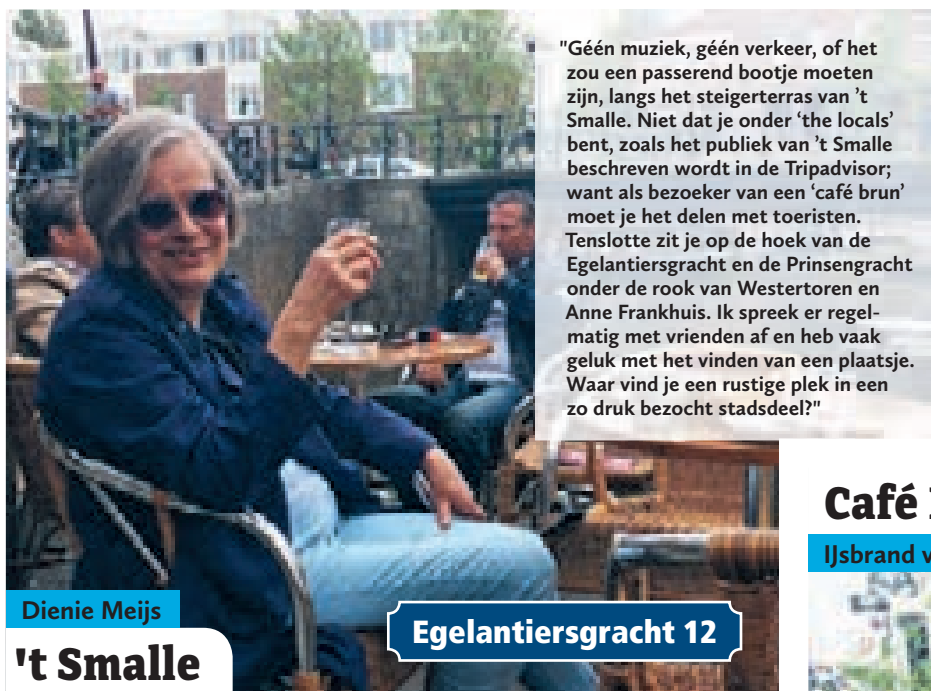 "Géén muziek, géén verkeer, of het
zou een passerend bootje moeten
zijn, langs het steigerterras van ’t
Smalle. Niet dat je onder ‘the locals’
bent, zoals het publiek van ’t Smalle
beschreven wordt in de Tripadvisor;
want als bezoeker van een ‘café brun’
moet je het delen met toeristen.
Tenslotte zit je op de hoek van de
Egelantiersgracht en de Prinsengracht
onder de rook van Westertoren en
Anne Frankhuis. Ik spreek er regel-
matig met vrienden af en heb vaak
geluk met het vinden van een plaatsje.
Waar vind je een rustige plek in een
zo druk bezocht stadsdeel?"
Dienie Meijs
't Smalle
Egelantiersgracht 12
Café
IJsbrand v